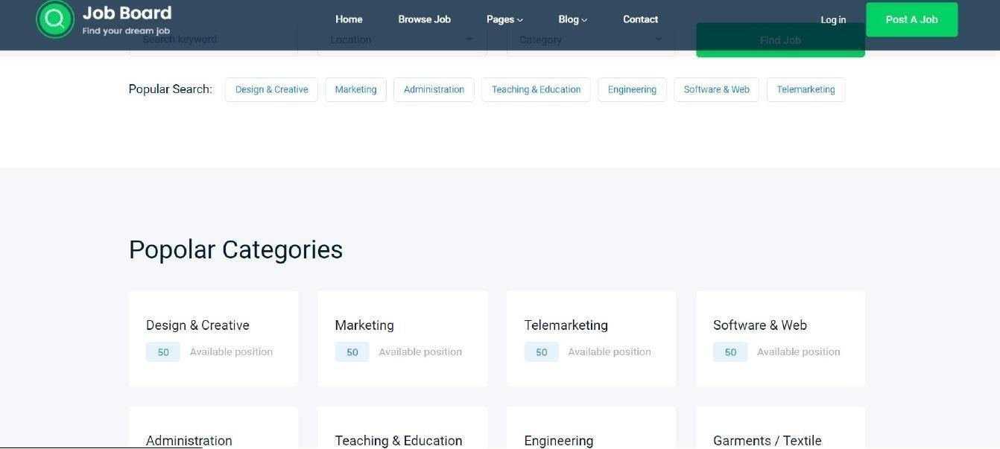 Job Board
Find your dream job
Home Browse Job Pages Blog Contact Log in Post A Job
Search keyword Location Category Find Job
Popular Search: Design & Creative Marketing Administration Teaching & Education Engineering Software & Web Telemarketing
Popolar Categories
Design & Creative Marketing Telemarketing Software & Web
50 Available position 50 Available position 50 Available position 50 Available position
Administration Teaching & Education Engineering Garments / Textile